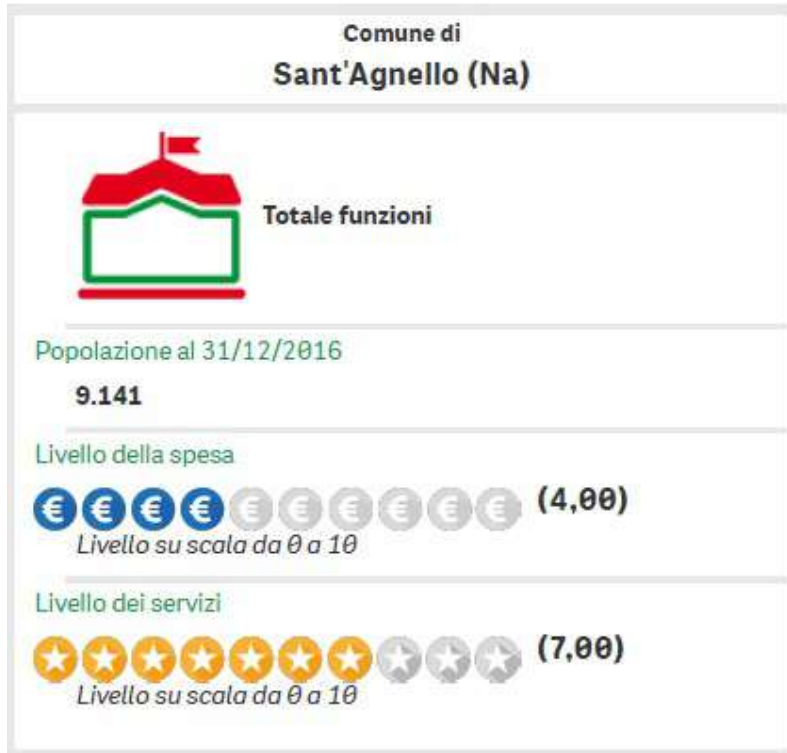 Comune di
Sant'Agnello (Na)
Totale funzioni
Popolazione al 31/12/2016
9.141
Livello della spesa
(4,00)
Livello su scala da 0 a 10
Livello dei servizi
(7,00)
Livello su scala da 0 a 10